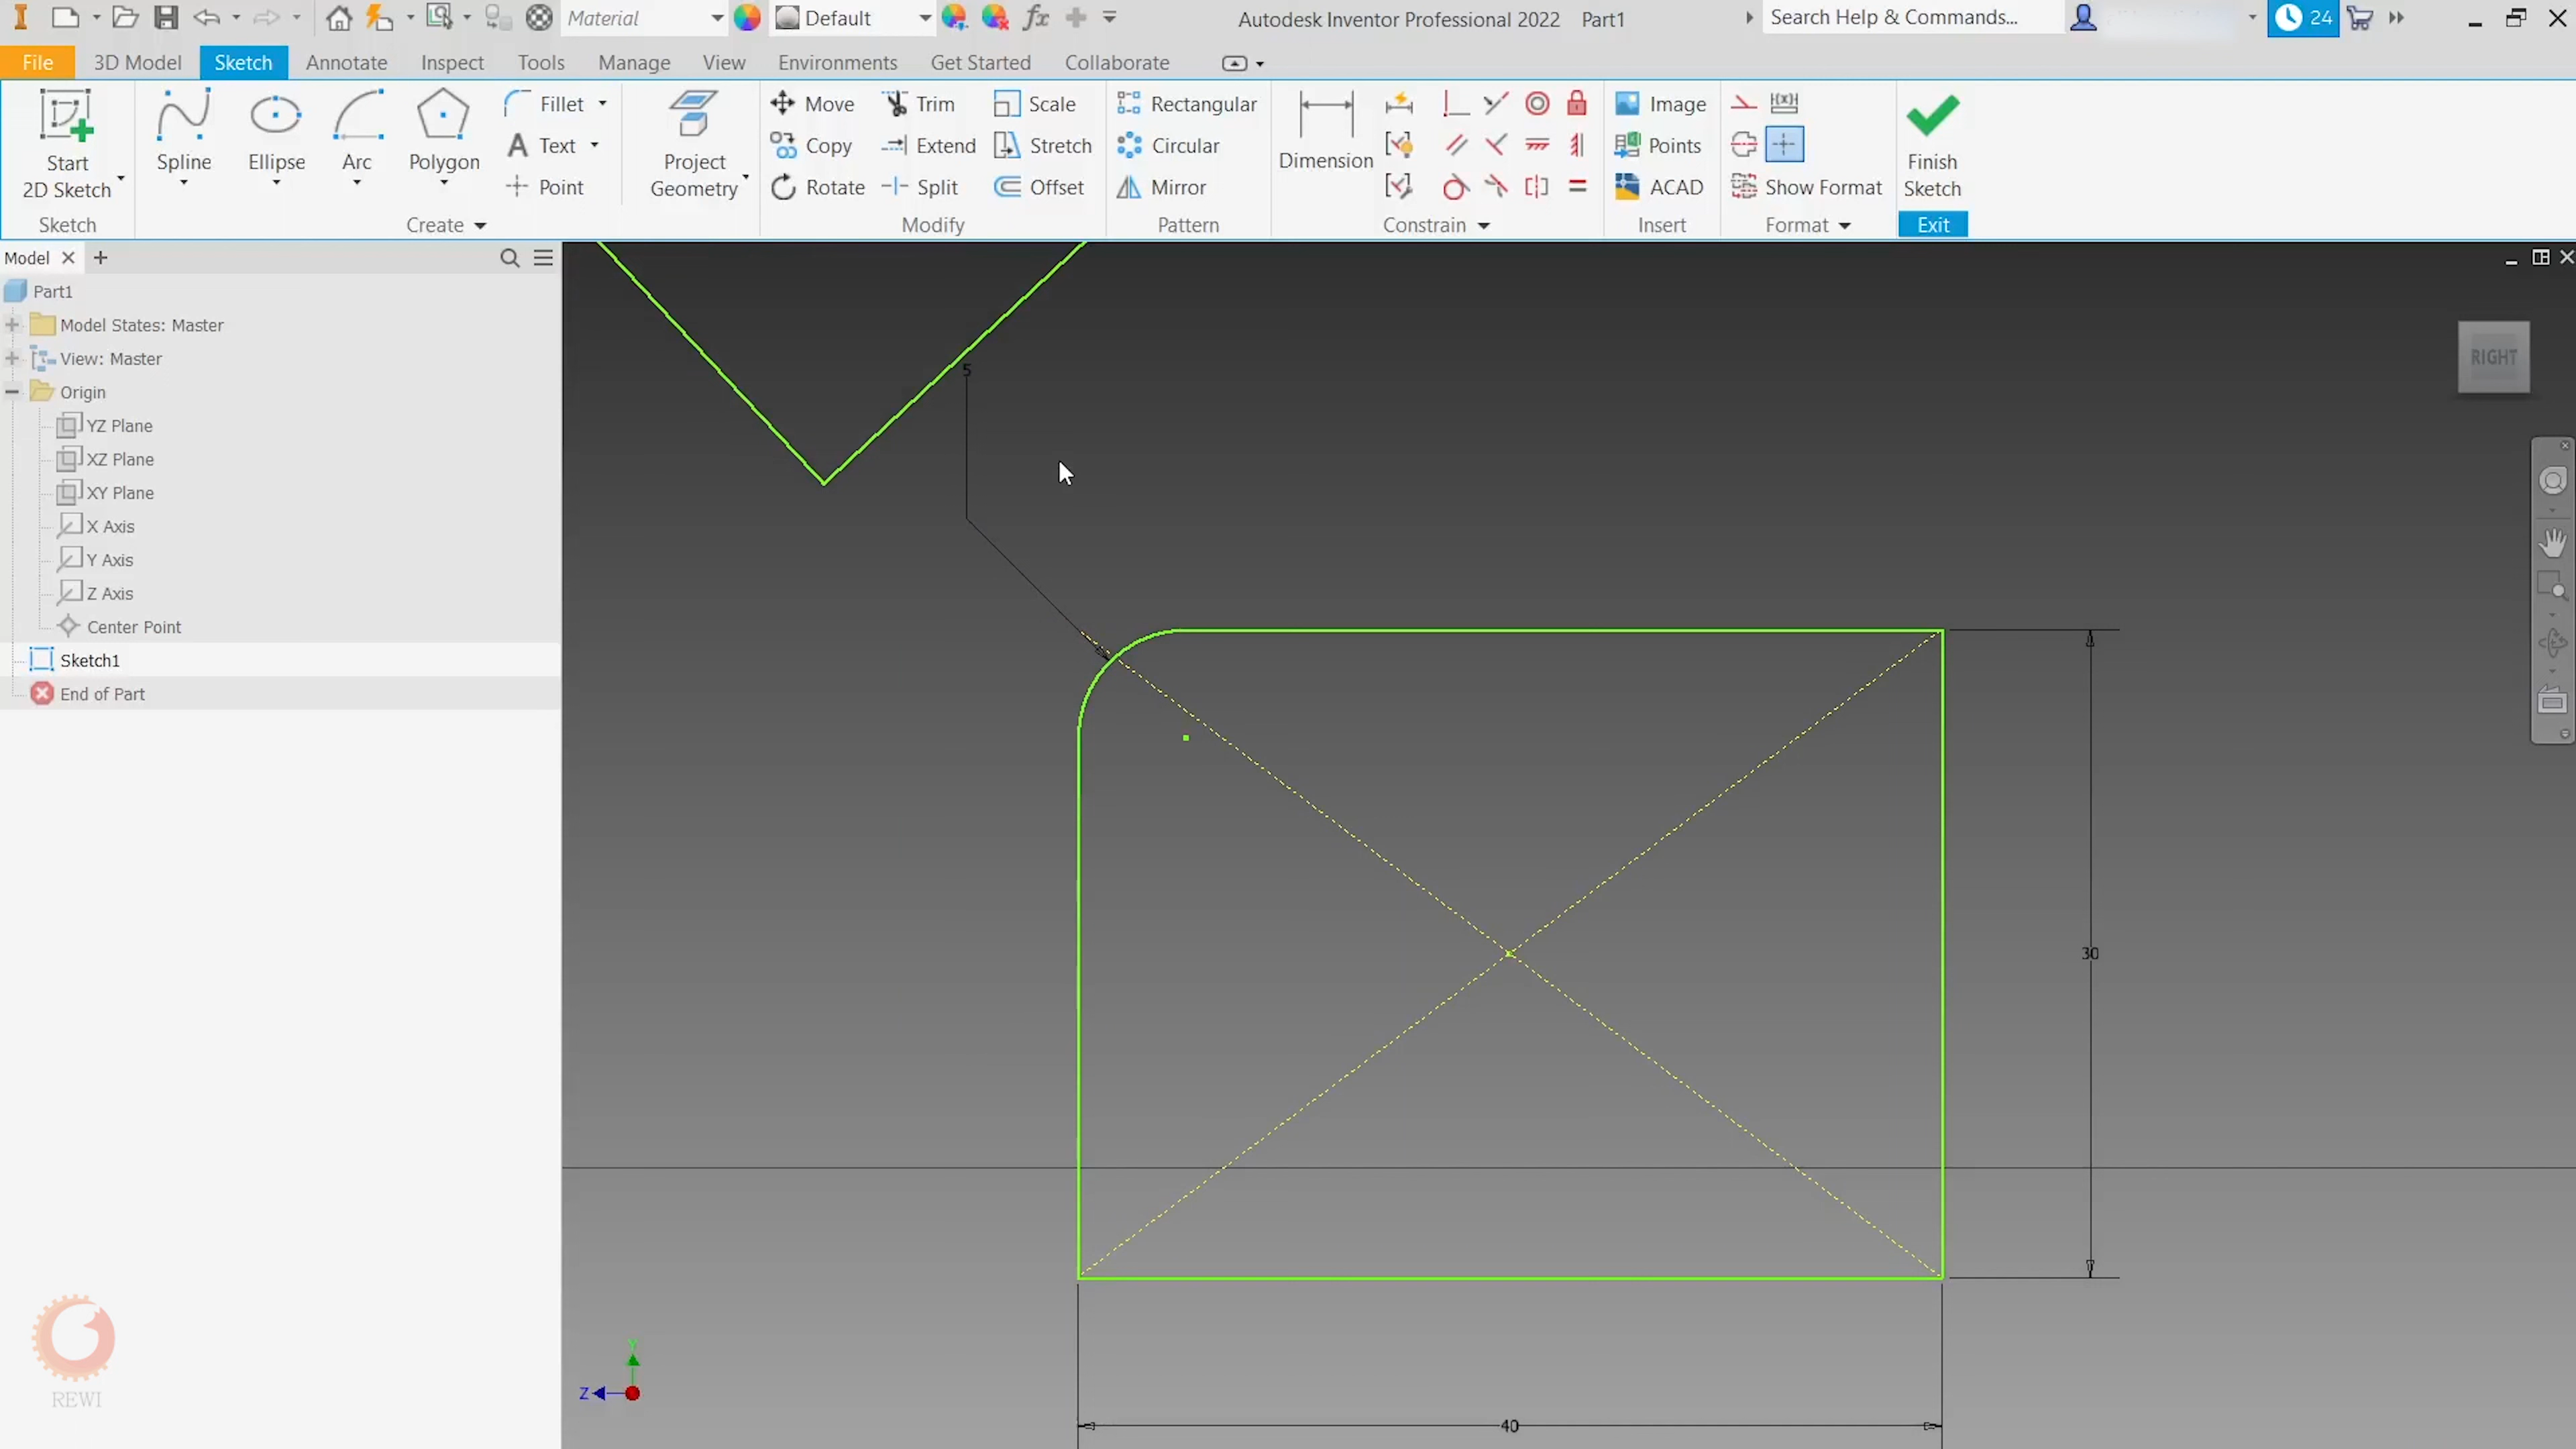 Material
Default
fx
Autodesk Inventor Professional 2022 Part1
Search Help & Commands...
24
File
3D Model
Sketch
Annotate
Inspect
Tools
Manage
View
Environments
Get Started
Collaborate
Start
2D Sketch
Spline
Ellipse
Arc
Polygon
Fillet
Text
Point
Project
Geometry
Move
Copy
Rotate
Trim
Extend
Split
Scale
Stretch
Offset
Rectangular
Circular
Mirror
Dimension
Image
Points
ACAD
Show Format
Finish
Sketch
Sketch
Create
Modify
Pattern
Constrain
Insert
Format
Exit
Model
Part1
Model States: Master
View: Master
Origin
YZ Plane
XZ Plane
XY Plane
X Axis
Y Axis
Z Axis
Center Point
Sketch1
End of Part
RIGHT
5
30
40
Y
Z
REWI